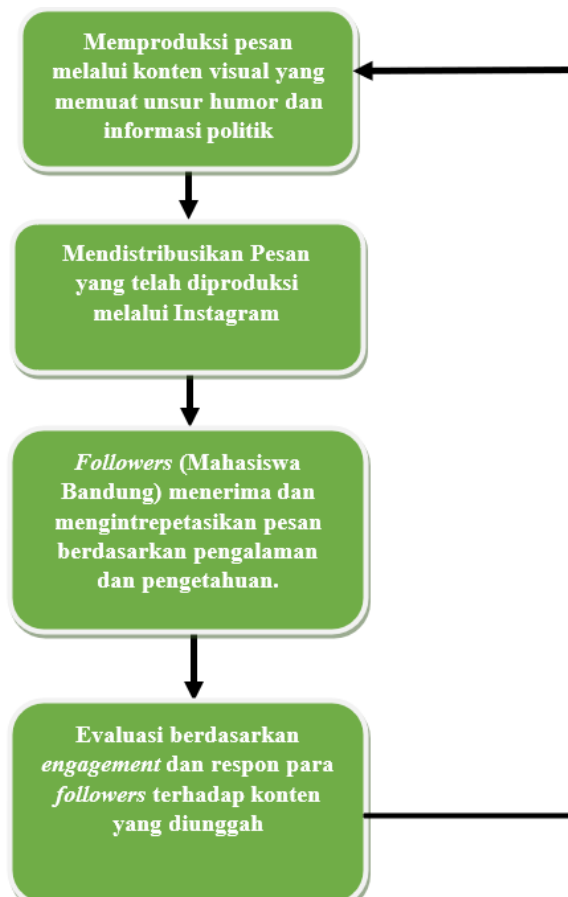 Memproduksi pesan
melalui konten visual yang
memuat unsur humor dan
informasi politik
Mendistribusikan Pesan
yang telah diproduksi
melalui Instagram
Followers (Mahasiswa
Bandung) menerima dan
mengintrepetasikan pesan
berdasarkan pengalaman
dan pengetahuan.
Evaluasi berdasarkan
engagement dan respon para
followers terhadap konten
yang diunggah